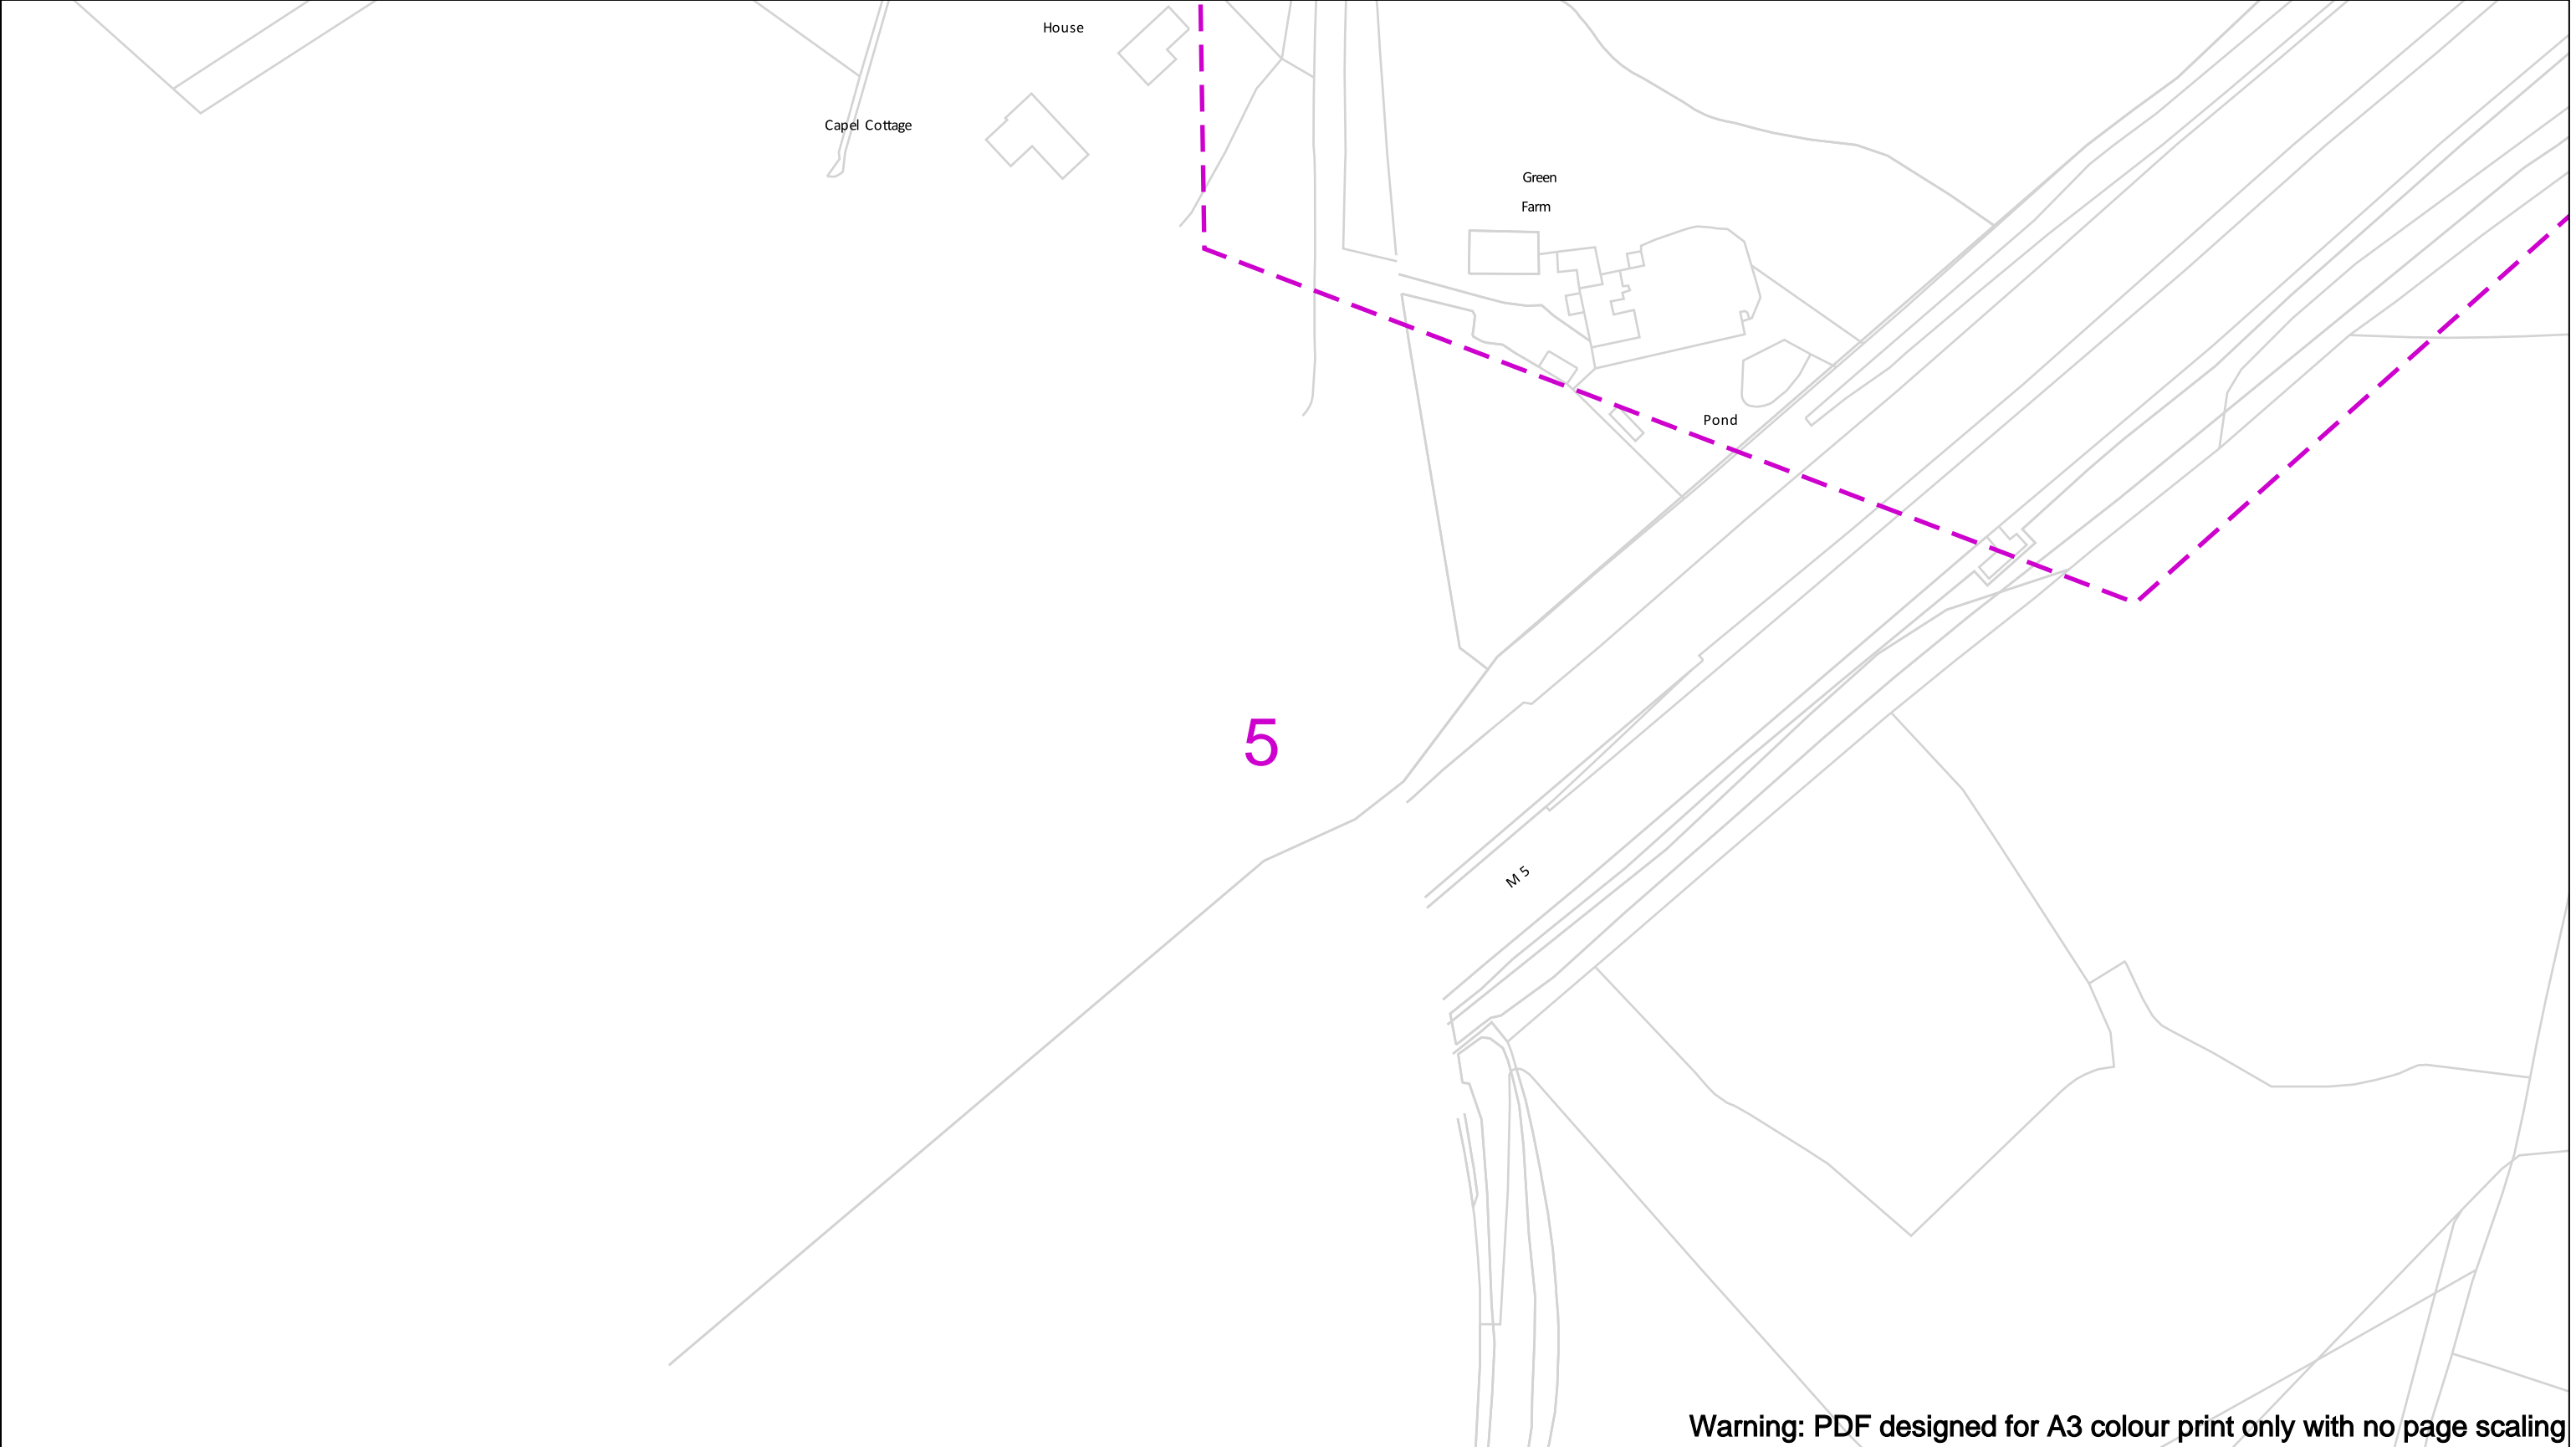 House
Capel Cottage
Green
Farm
Pond
5
M 5
Warning: PDF designed for A3 colour print only with no page scaling